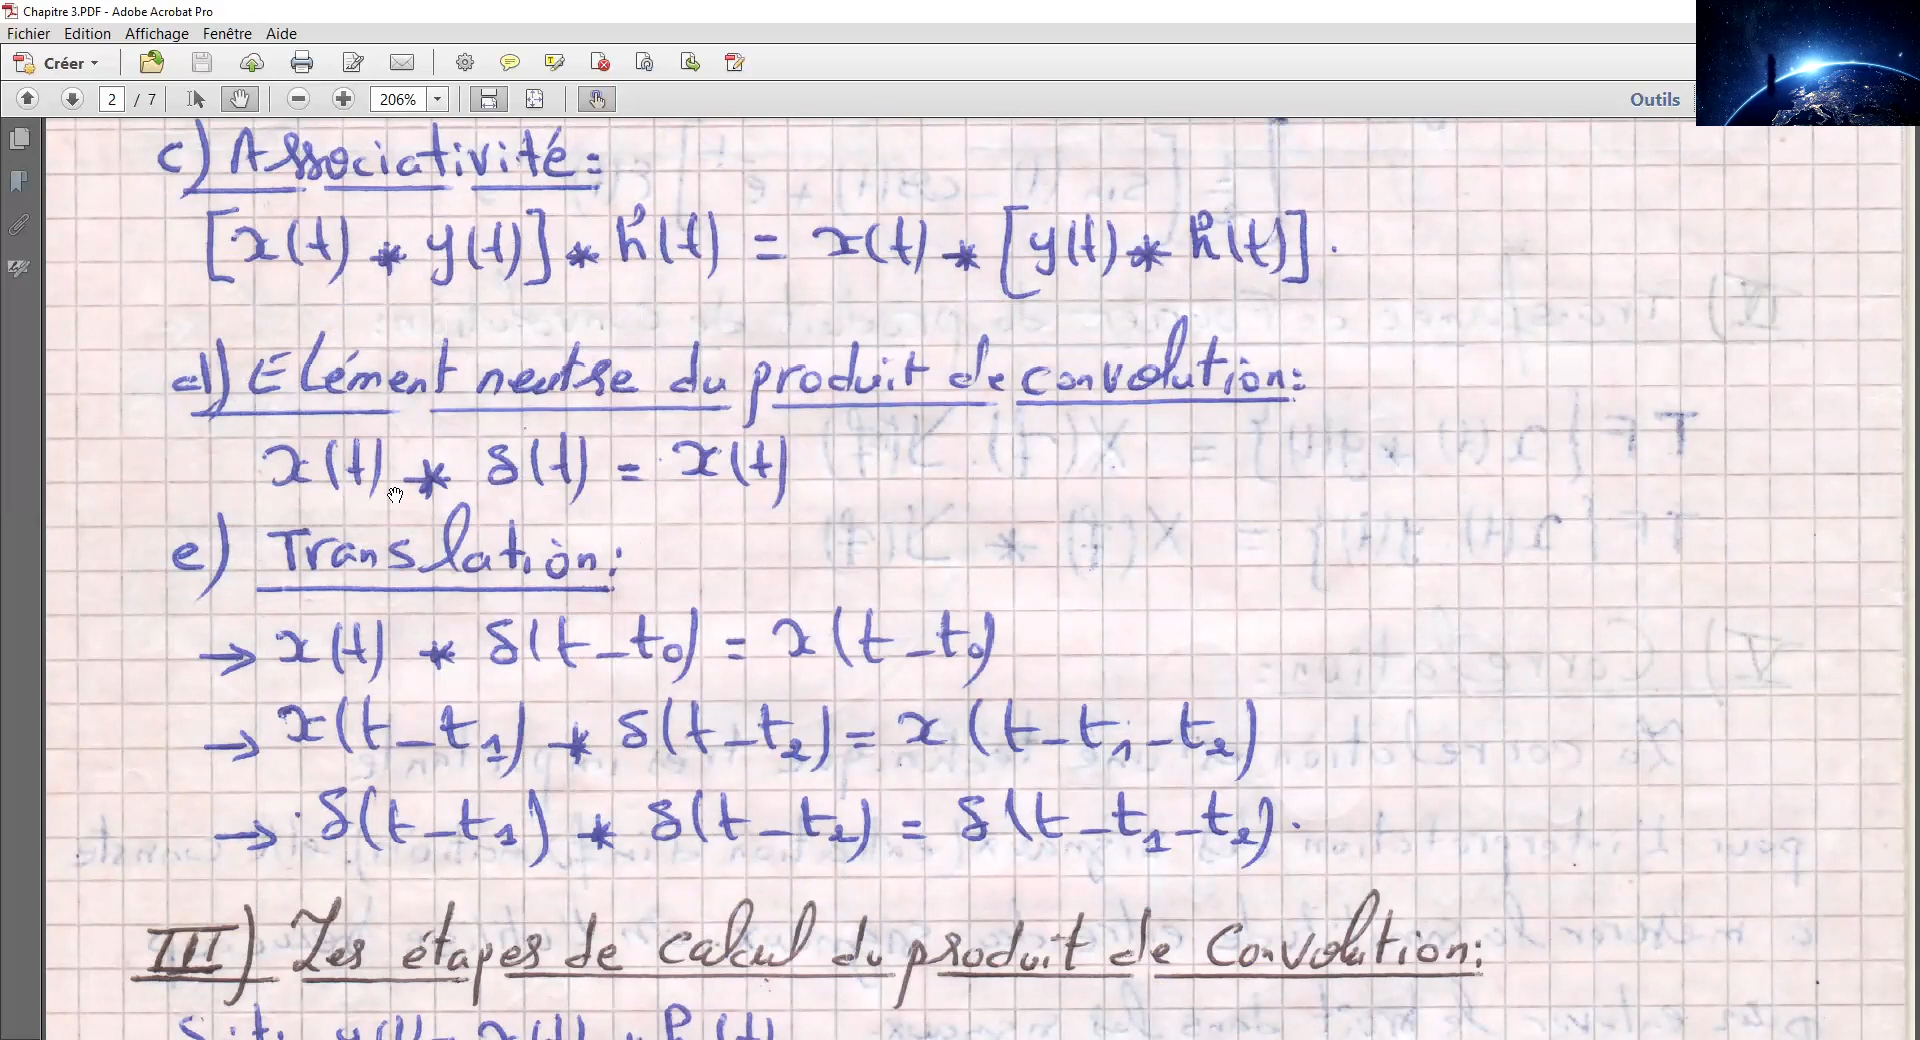 Chapitre 3.PDF - Adobe Acrobat Pro
Fichier Edition Affichage Fenêtre Aide
Créer
2 / 7 206% Outils
c) Associativité:
[x(t) * y(t)] * h(t) = x(t) * [y(t) * h(t)].
d) Elément neutre du produit de convolution:
x(t) * δ(t) = x(t)
e) Translation:
→ x(t) * δ(t-t₀) = x(t-t₀)
→ x(t-t₁) * δ(t-t₂) = x(t-t₁-t₂)
→ δ(t-t₁) * δ(t-t₂) = δ(t-t₁-t₂).
III) Les étapes de calcul du produit de Convolution: